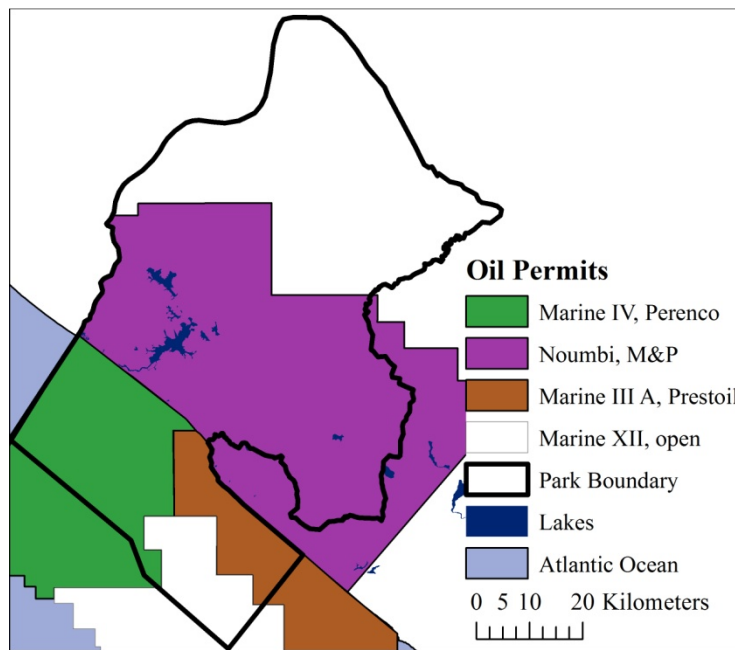 Oil Permits
Marine IV, Perenco
Noumbi, M&P
Marine III A, Prestoil
Marine XII, open
Park Boundary
Lakes
Atlantic Ocean
0 5 10 20 Kilometers